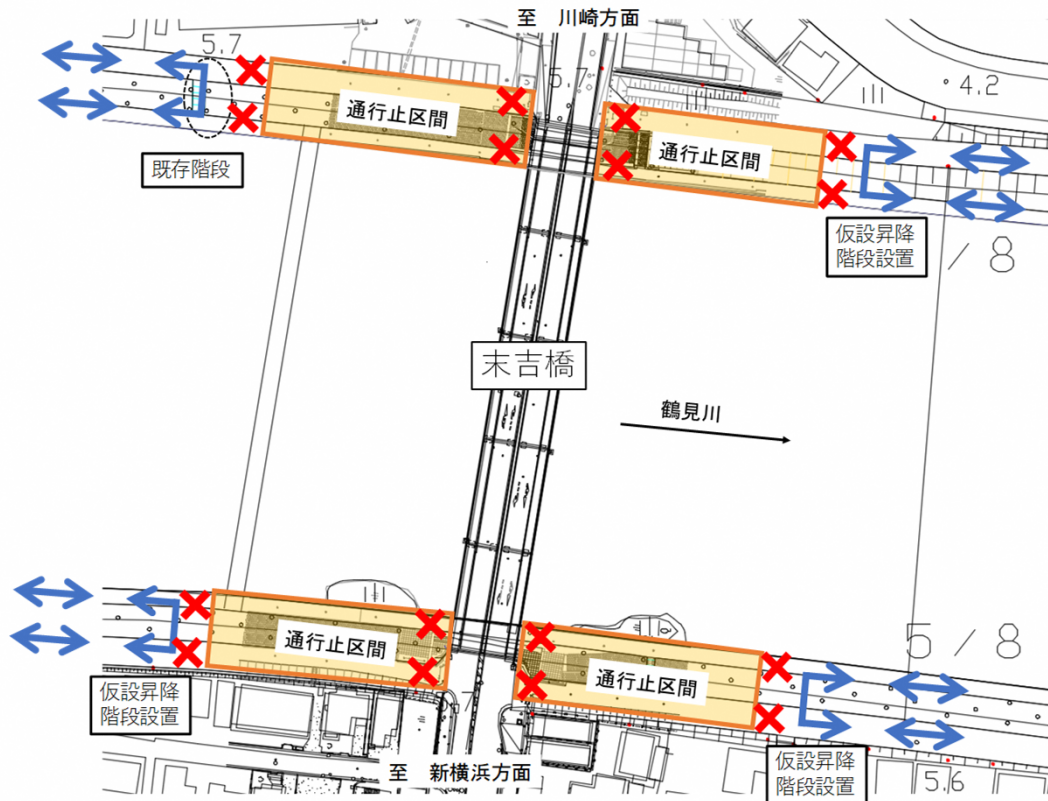 至 川崎方面
5.7
5.7
4.2
通行止区間
通行止区間
既存階段
仮設昇降
階段設置
/ 8
末吉橋
鶴見川
5 / 8
通行止区間
通行止区間
仮設昇降
階段設置
仮設昇降
階段設置
至 新横浜方面
5.6